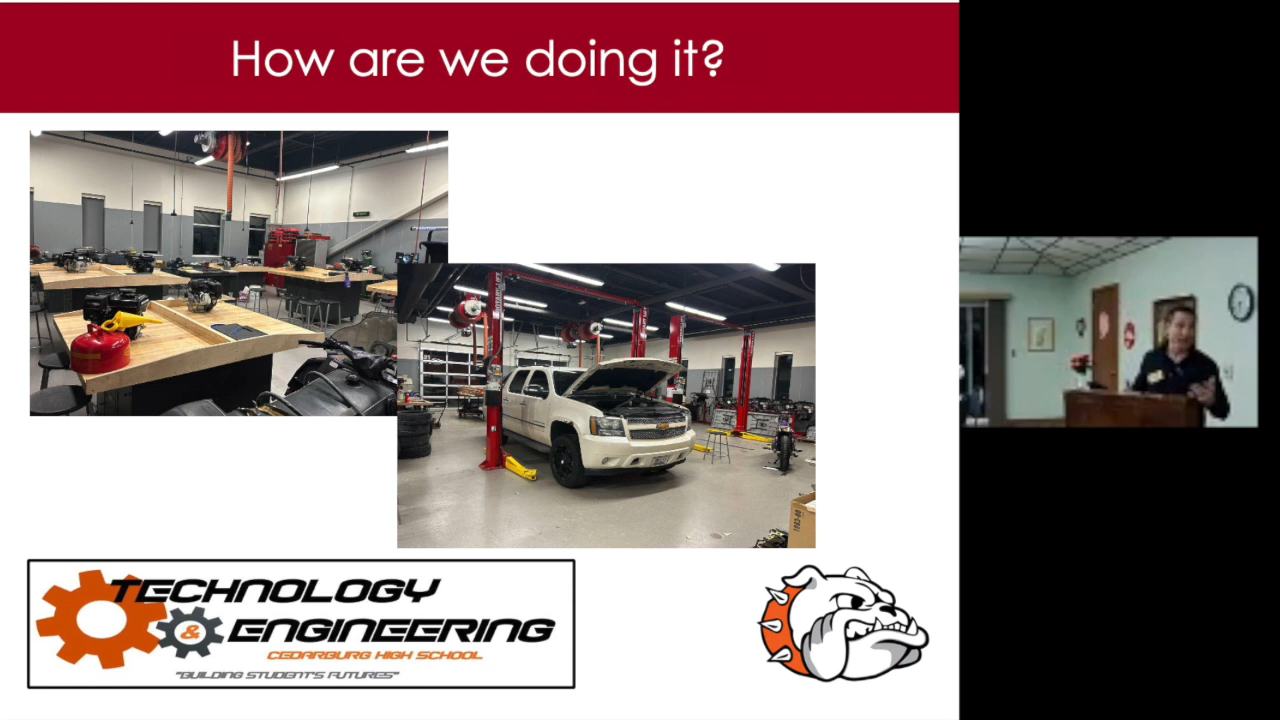 How are we doing it?
TECHNOLOGY
& ENGINEERING
CEDARBURG HIGH SCHOOL
"BUILDING STUDENT'S FUTURES"